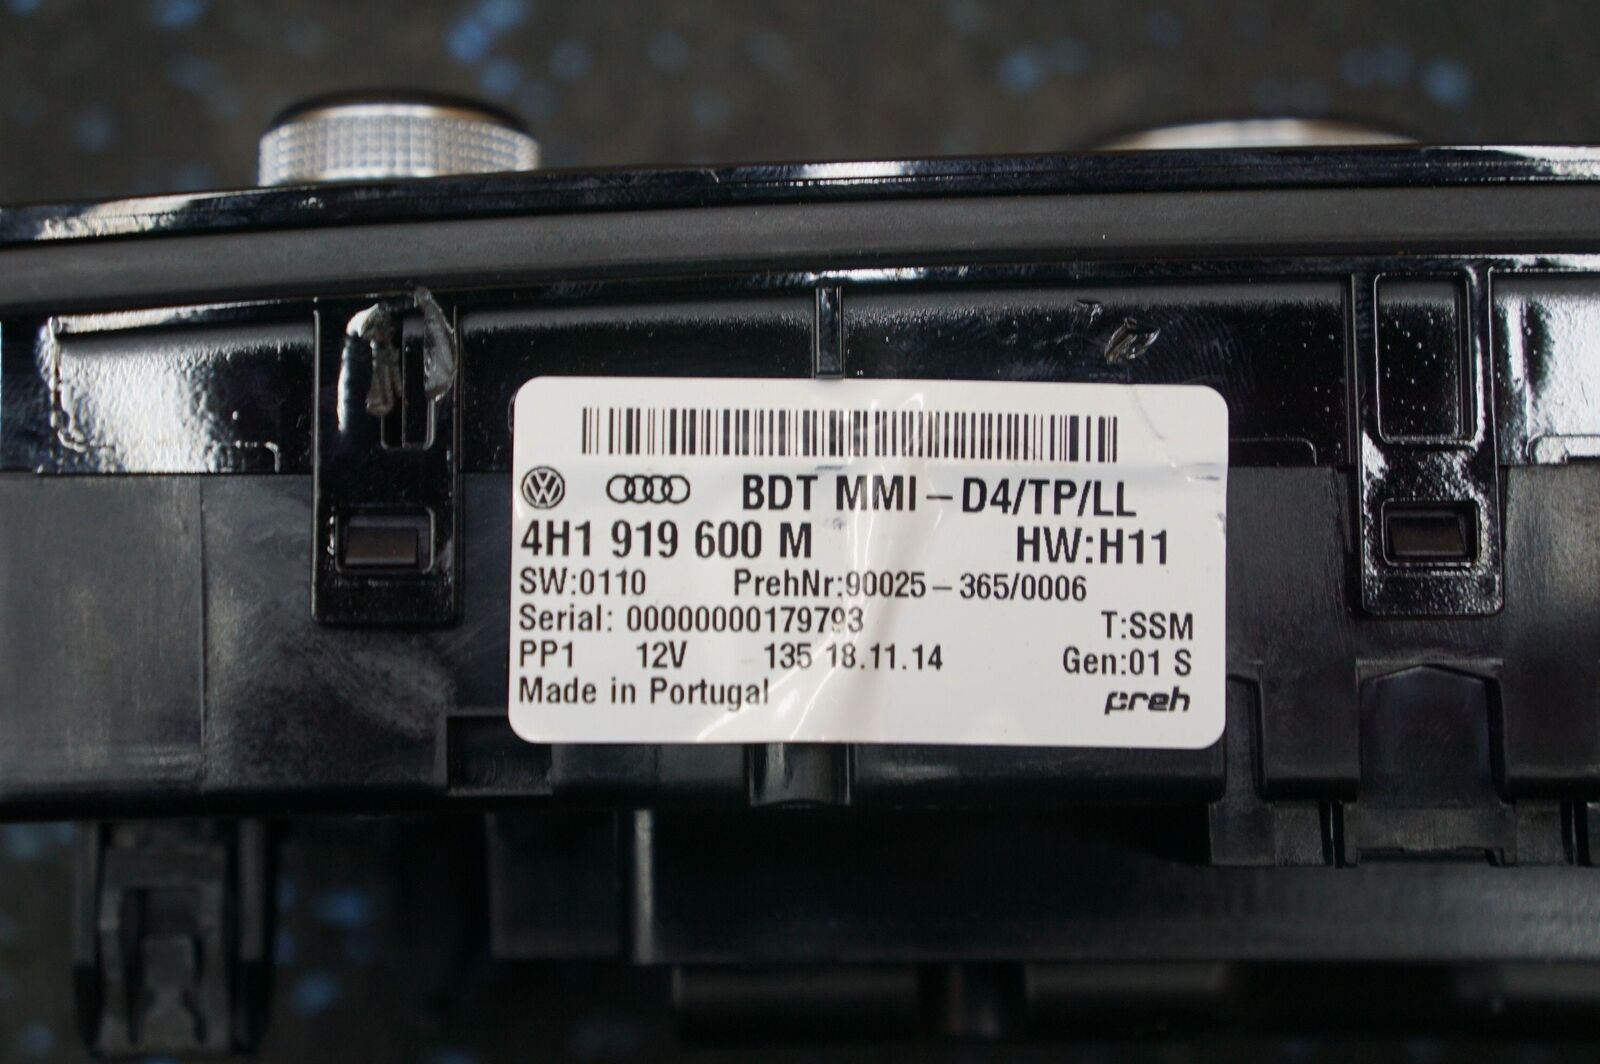 BDT MMI – D4/TP/LL
4H1 919 600 M HW:H11
SW:0110 PrehNr:90025–365/0006
Serial: 00000000179793
T:SSM
PP1 12V 135 18.11.14 Gen:01 S
Made in Portugal preh